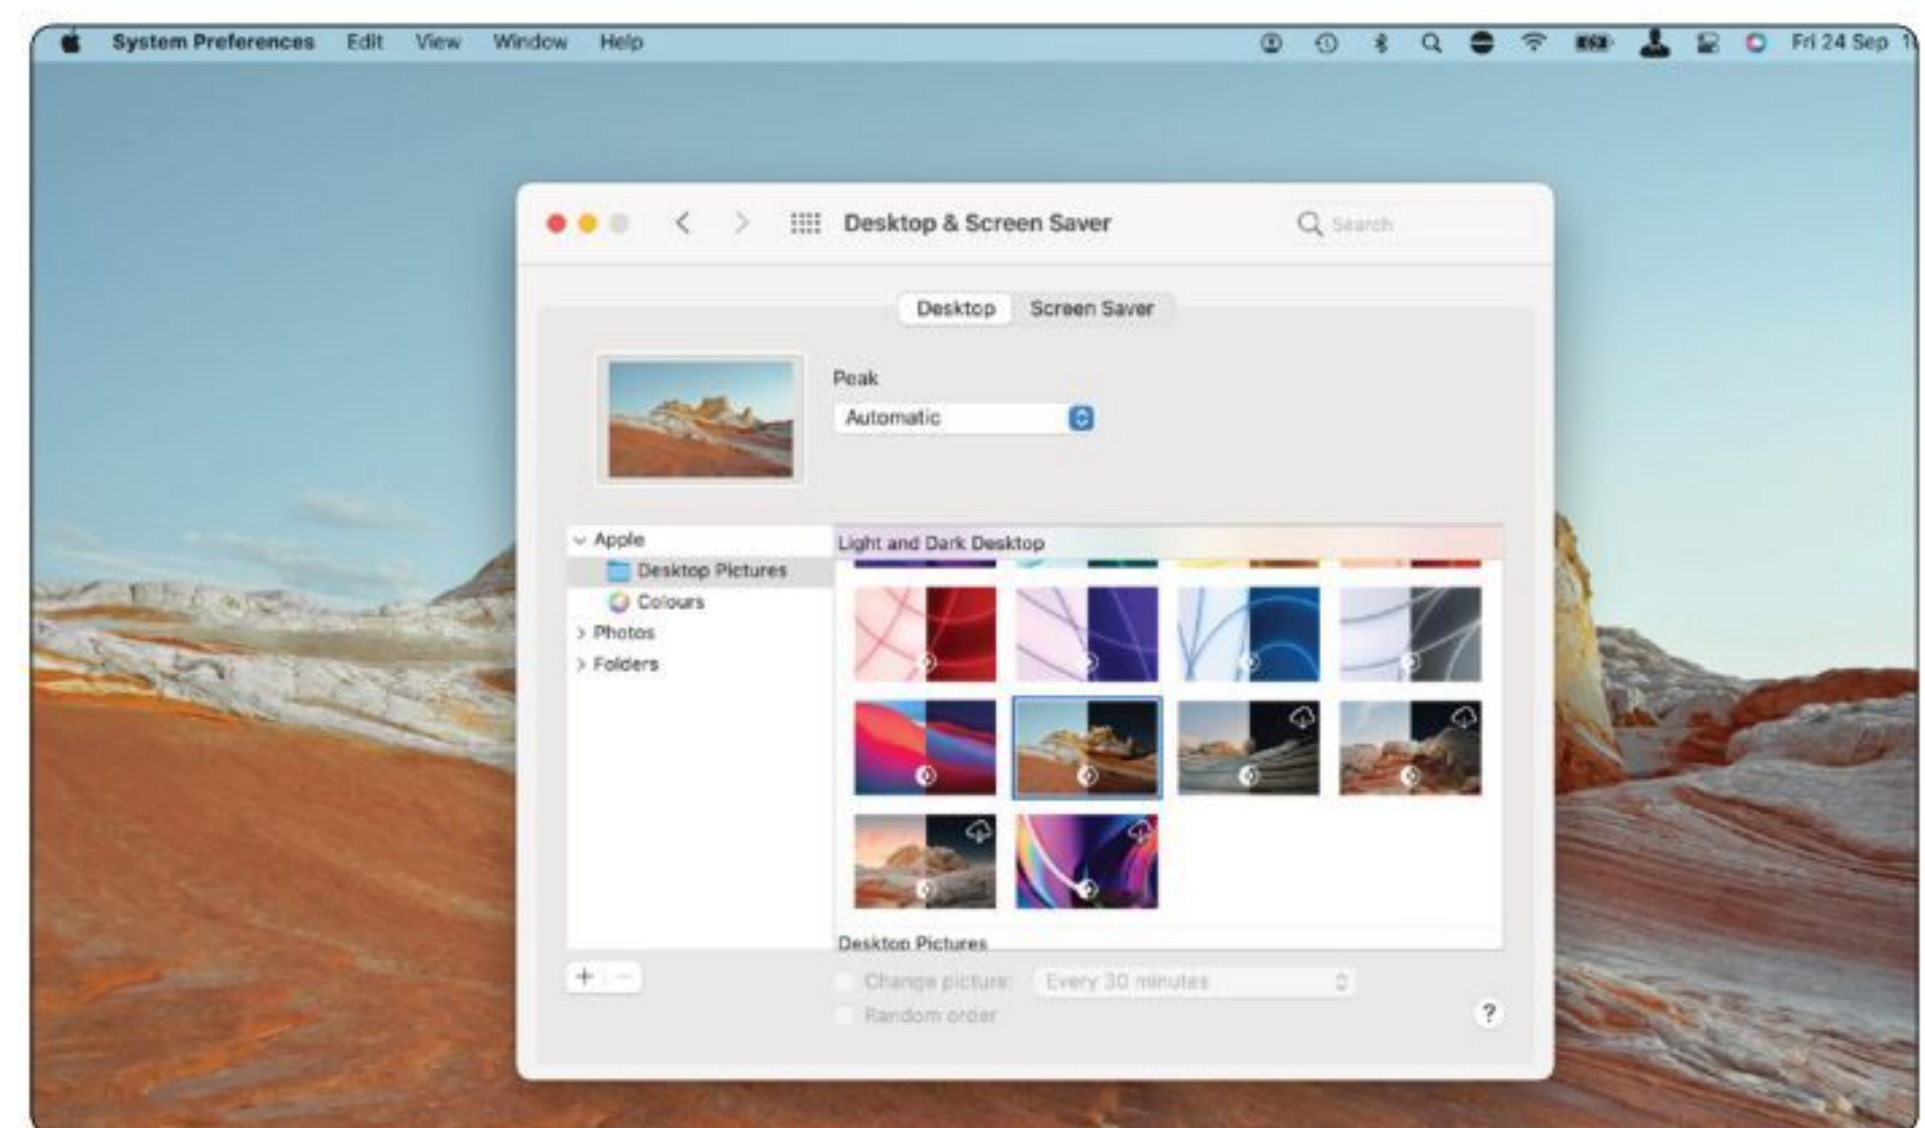 System Preferences Edit View Window Help Fri 24 Sep
Desktop & Screen Saver Search
Desktop Screen Saver
Peak
Automatic
Apple
Desktop Pictures
Colours
Photos
Folders
Light and Dark Desktop
Desktop Pictures
+ −
Change picture: Every 30 minutes
Random order
?